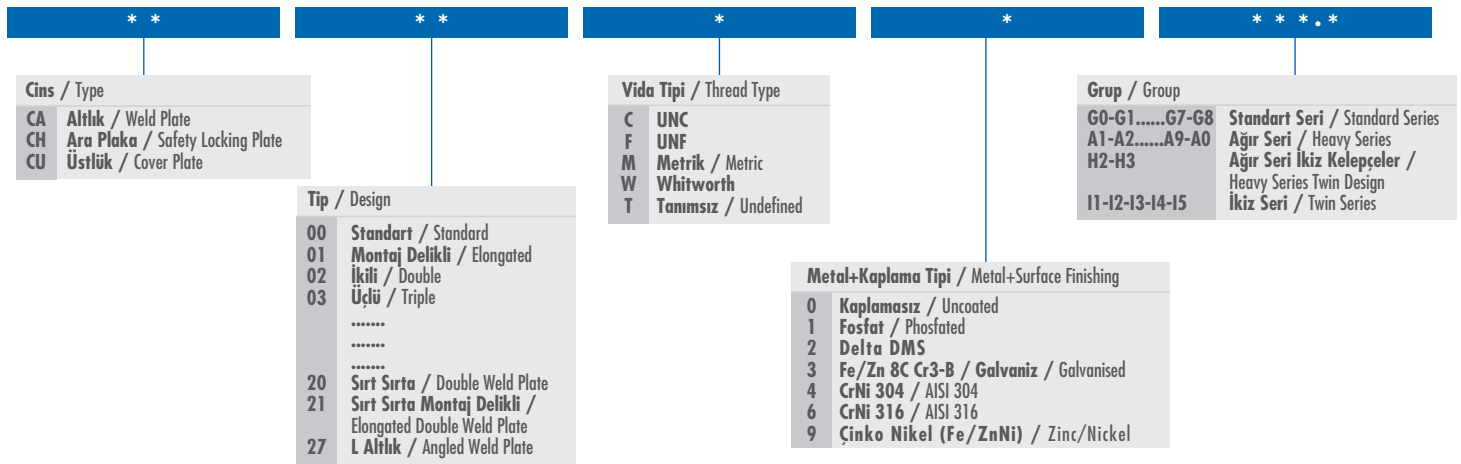 * *
* *
*
*
* * * . *
Cins / Type
CA Altlık / Weld Plate
CH Ara Plaka / Safety Locking Plate
CU Üstlük / Cover Plate
Tip / Design
00 Standart / Standard
01 Montaj Delikli / Elongated
02 İkili / Double
03 Üçlü / Triple
.......
.......
.......
20 Sırt Sırta / Double Weld Plate
21 Sırt Sırta Montaj Delikli /
Elongated Double Weld Plate
27 L Altlık / Angled Weld Plate
Vida Tipi / Thread Type
C UNC
F UNF
M Metrik / Metric
W Whitworth
T Tanımsız / Undefined
Metal+Kaplama Tipi / Metal+Surface Finishing
0 Kaplamasız / Uncoated
1 Fosfat / Phosfated
2 Delta DMS
3 Fe/Zn 8C Cr3-B / Galvaniz / Galvanised
4 CrNi 304 / AISI 304
6 CrNi 316 / AISI 316
9 Çinko Nikel (Fe/ZnNi) / Zinc/Nickel
Grup / Group
G0-G1......G7-G8 Standart Seri / Standard Series
A1-A2......A9-A0 Ağır Seri / Heavy Series
H2-H3 Ağır Seri İkiz Kelepçeler /
Heavy Series Twin Design
I1-I2-I3-I4-I5 İkiz Seri / Twin Series